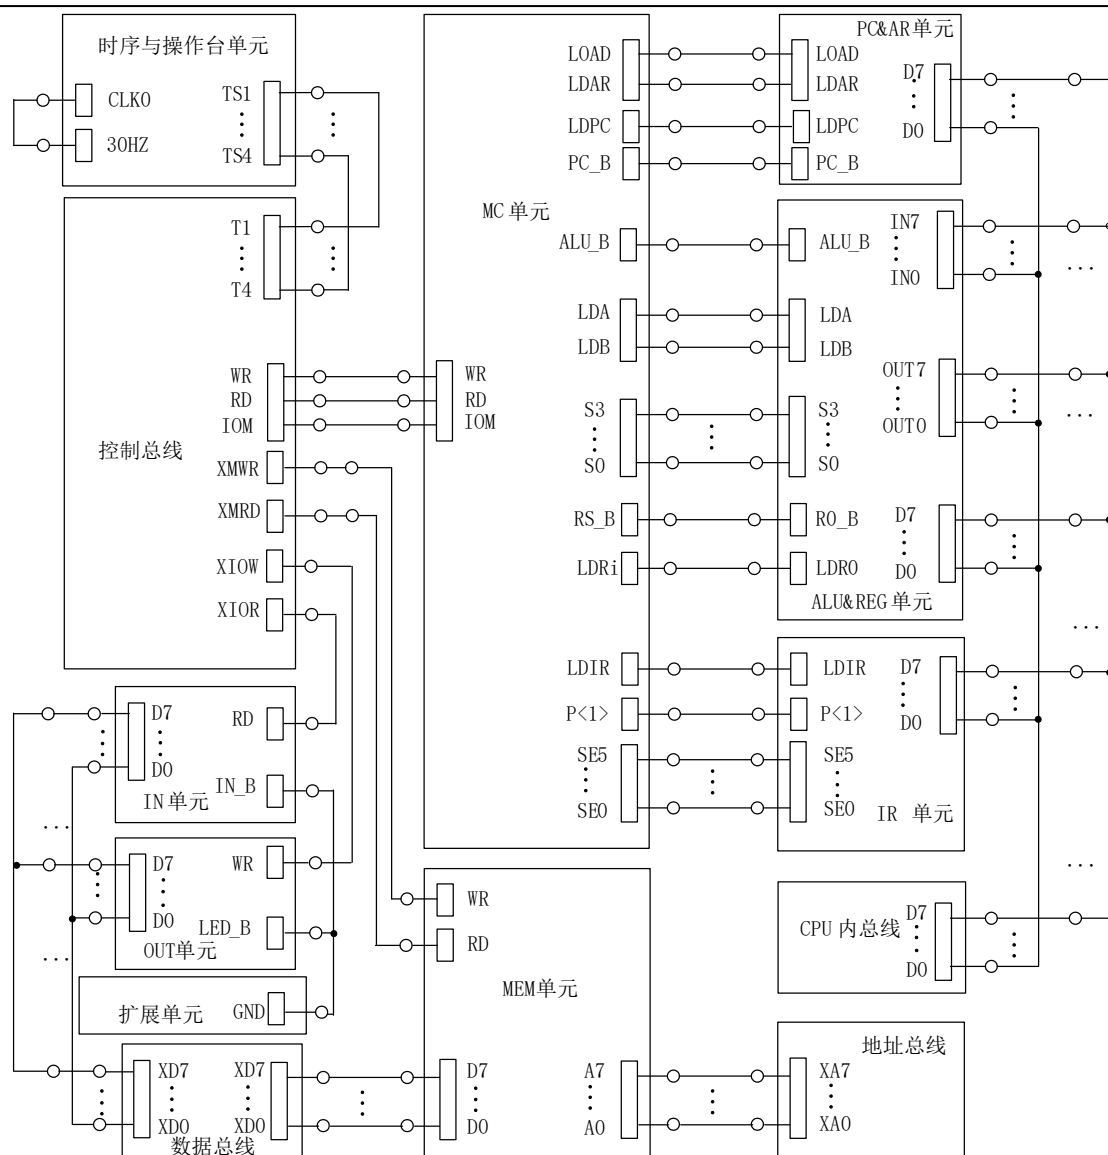 时序与操作台单元
CLK0
30HZ
TS1
TS4
控制总线
T1
T4
WR
RD
IOM
XMWR
XMRD
XIOW
XIOR
D7
D0
RD
IN_B
IN单元
...
D7
D0
WR
LED_B
OUT单元
...
扩展单元
GND
XD7
XD0
XD7
XD0
数据总线
MC单元
LOAD
LDAR
LDPC
PC_B
ALU_B
LDA
LDB
WR
RD
IOM
S3
S0
RS_B
LDRi
LDIR
P<1>
SE5
SE0
MEM单元
WR
RD
D7
D0
A7
A0
PC&AR单元
LOAD
LDAR
LDPC
PC_B
D7
D0
ALU_B
LDA
LDB
S3
S0
R0_B
LDR0
IN7
IN0
OUT7
OUT0
D7
D0
ALU&REG单元
...
...
...
LDIR
P<1>
SE5
SE0
D7
D0
IR 单元
...
CPU内总线
D7
D0
地址总线
XA7
XA0